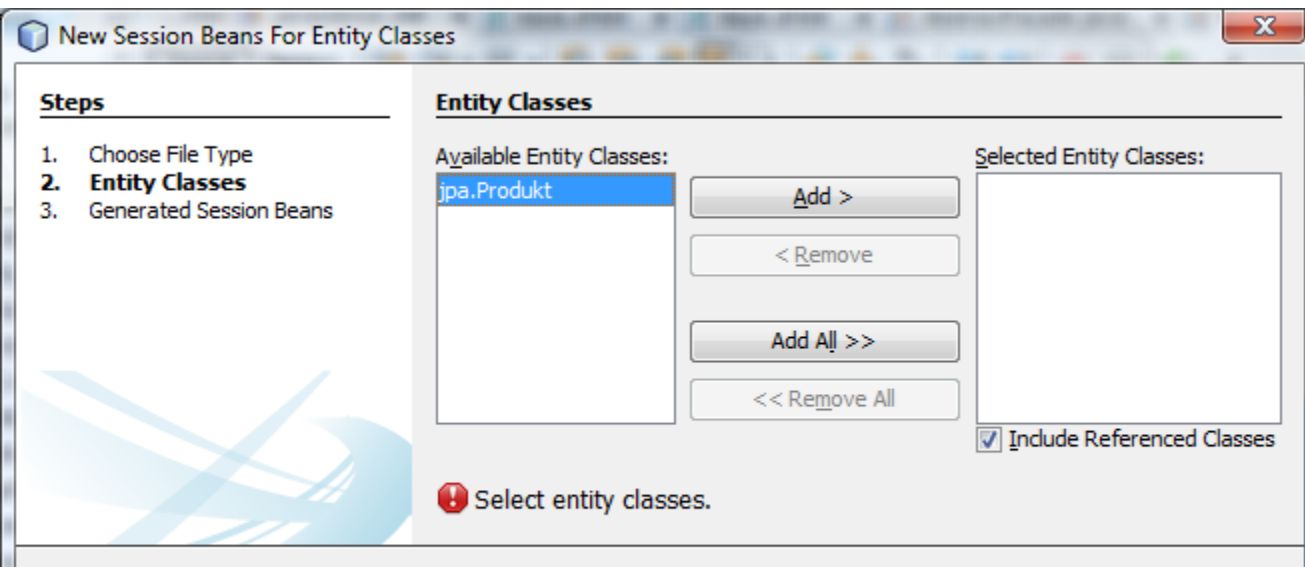 New Session Beans For Entity Classes
Steps
1. Choose File Type
2. Entity Classes
3. Generated Session Beans
Entity Classes
Available Entity Classes:
jpa.Produkt
Add >
< Remove
Add All >>
<< Remove All
Selected Entity Classes:
Include Referenced Classes
Select entity classes.